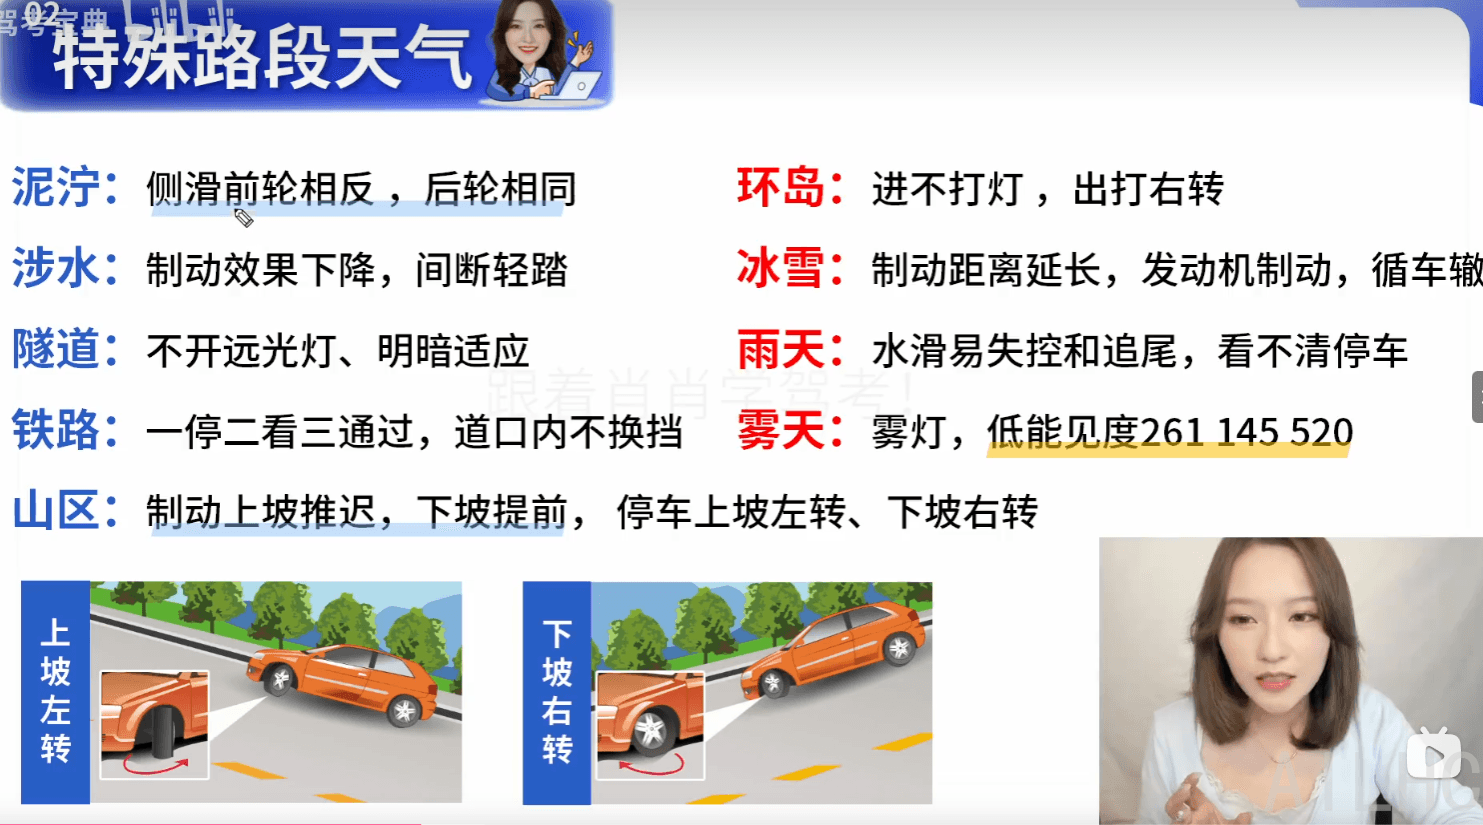 02
驾考宝典
bilibili
特殊路段天气
泥泞：侧滑前轮相反，后轮相同
涉水：制动效果下降，间断轻踏
隧道：不开远光灯、明暗适应
铁路：一停二看三通过，道口内不换挡
山区：制动上坡推迟，下坡提前， 停车上坡左转、下坡右转
环岛：进不打灯，出打右转
冰雪：制动距离延长，发动机制动，循车辙
雨天：水滑易失控和追尾，看不清停车
雾天：雾灯，低能见度261 145 520
跟着肖肖学驾考！
上坡左转
下坡右转